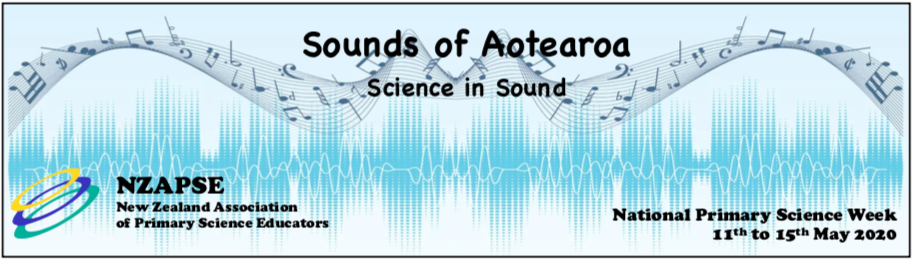 Sounds of Aotearoa
Science in Sound
NZAPSE
New Zealand Association
of Primary Science Educators
National Primary Science Week
11th to 15th May 2020